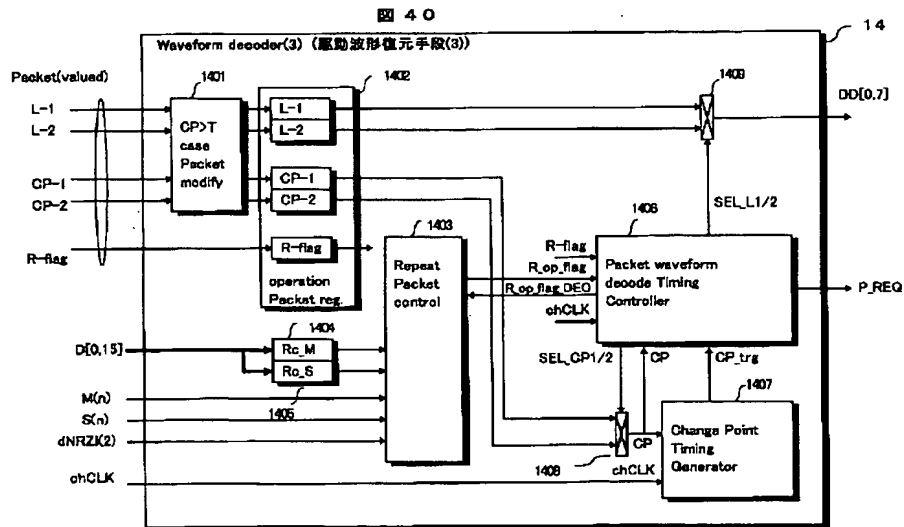 図 40
14
Waveform decoder(3) (駆動波形復元手段(3))
Packet(valued)
1401
1402
1409
DD[0,7]
L-1
L-2
CP-1
CP-2
R-flag
CP>T
case
Packet
modify
L-1
L-2
CP-1
CP-2
R-flag
operation
Packet reg.
1403
Repeat
Packet
control
SEL_L1/2
1406
R-flag
R_op_flag
R_op_flag_DEO
chCLK
Packet waveform
decode Timing
Controller
P_REQ
1404
D[0,15]
Rc_M
Rc_S
1405
M(n)
S(n)
dNRZI(2)
chCLK
SEL_CP1/2
CP
CP_trg
1407
CP
1408
chCLK
Change Point
Timing
Generator